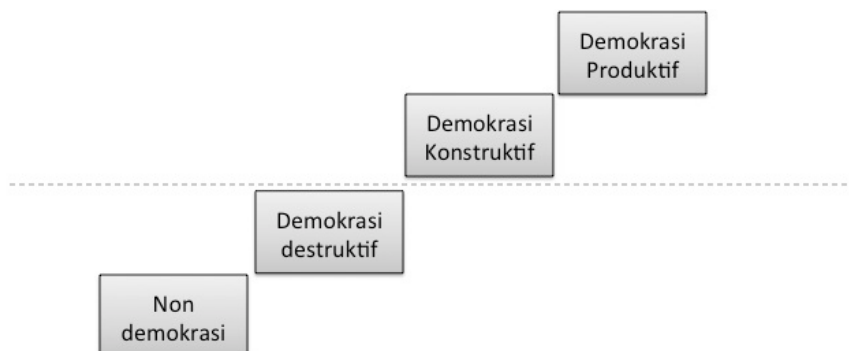 Demokrasi
Produktif
Demokrasi
Konstruktif
Demokrasi
destruktif
Non
demokrasi